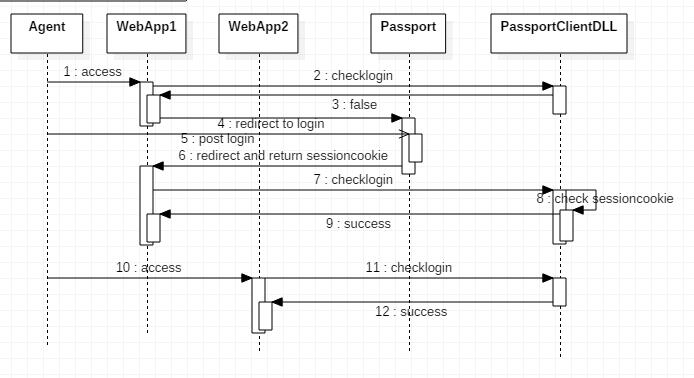 Agent
WebApp1
WebApp2
Passport
PassportClientDLL
1 : access
2 : checklogin
3 : false
4 : redirect to login
5 : post login
6 : redirect and return sessioncookie
7 : checklogin
8 : check sessioncookie
9 : success
10 : access
11 : checklogin
12 : success